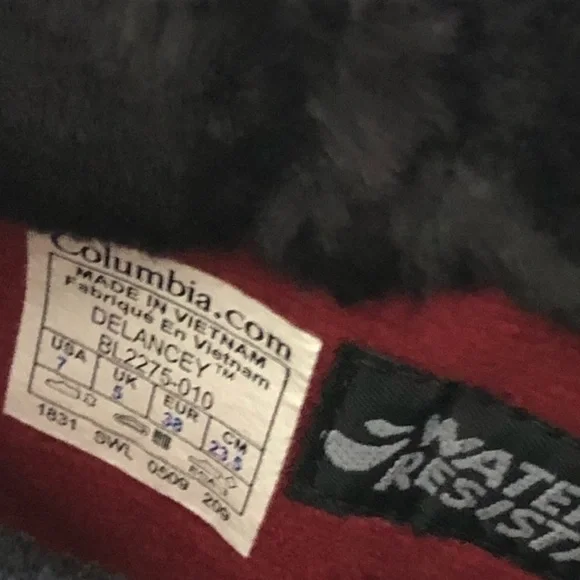 Columbia.com
MADE IN VIETNAM
Fabriqué En Vietnam
DELANCEY™
BL2275-010
USA UK EUR CM
7 5 38 23.5
1831 SWL 0509 209
WATER
RESIST